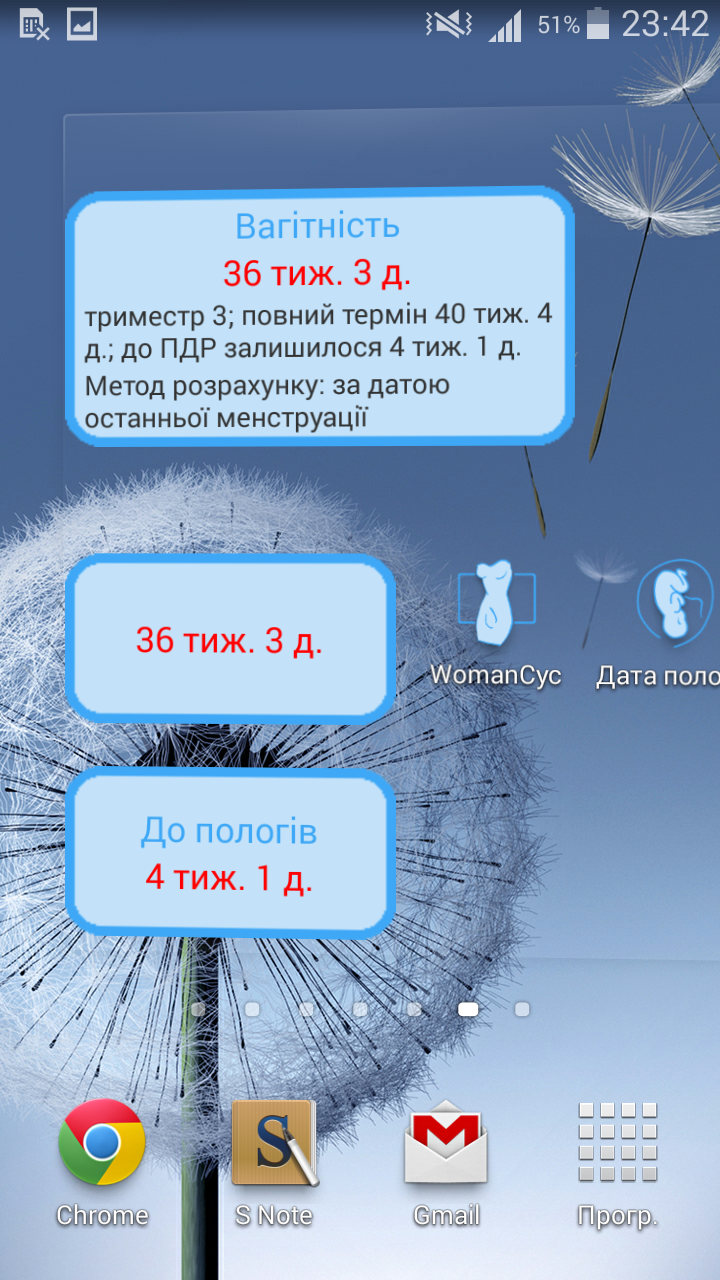 51% 23:42
Вагітність
36 тиж. 3 д.
триместр 3; повний термін 40 тиж. 4
д.; до ПДР залишилося 4 тиж. 1 д.
Метод розрахунку: за датою
останньої менструації
36 тиж. 3 д.
WomanCyc Дата поло
До пологів
4 тиж. 1 д.
Chrome S Note Gmail Прогр.